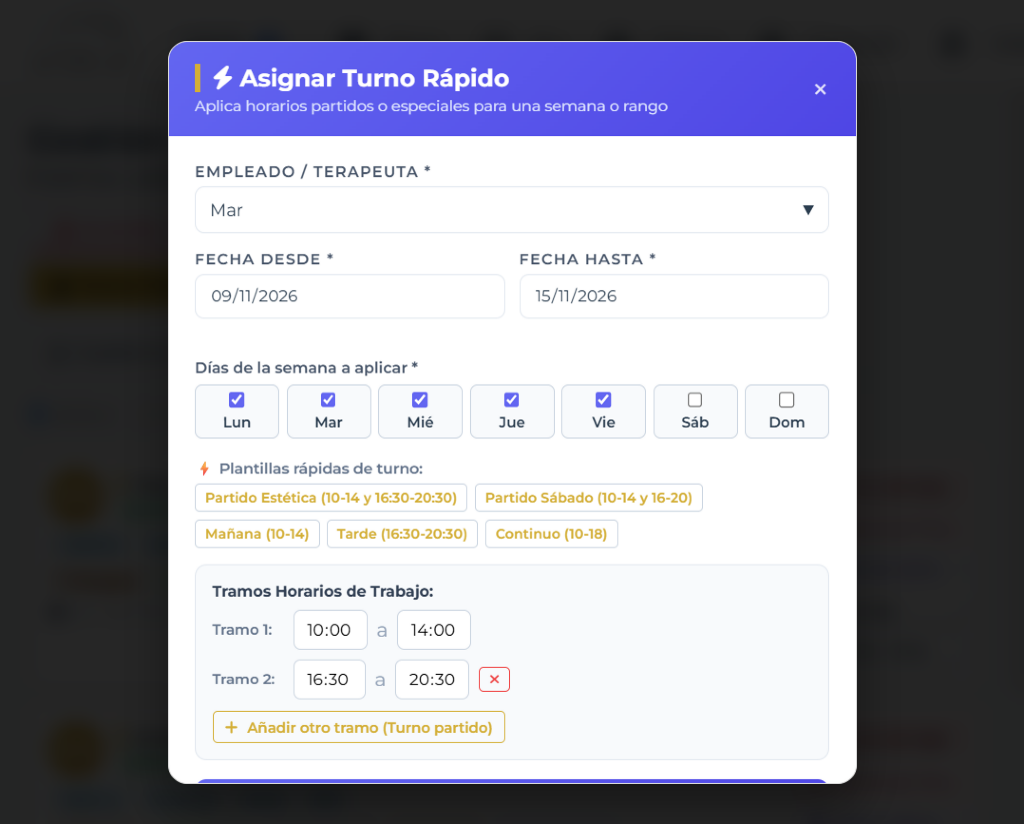 Asignar Turno Rápido
Aplica horarios partidos o especiales para una semana o rango
×
EMPLEADO / TERAPEUTA *
Mar
FECHA DESDE * FECHA HASTA *
09/11/2026 15/11/2026
Días de la semana a aplicar *
Lun Mar Mié Jue Vie Sáb Dom
Plantillas rápidas de turno:
Partido Estética (10-14 y 16:30-20:30) Partido Sábado (10-14 y 16-20)
Mañana (10-14) Tarde (16:30-20:30) Continuo (10-18)
Tramos Horarios de Trabajo:
Tramo 1: 10:00 a 14:00
Tramo 2: 16:30 a 20:30 ×
+ Añadir otro tramo (Turno partido)